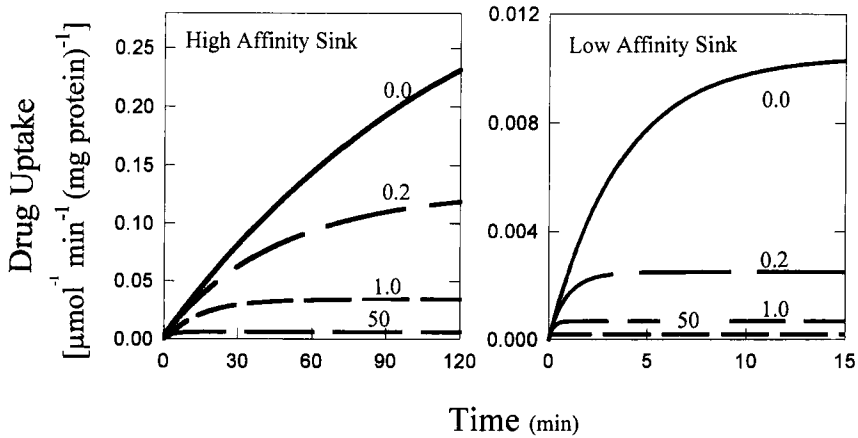 Drug Uptake
[µmol⁻¹ min⁻¹ (mg protein)⁻¹]
High Affinity Sink
0.25
0.20
0.15
0.10
0.05
0.00
0.0
0.2
1.0
50
0 30 60 90 120
Low Affinity Sink
0.012
0.008
0.004
0.000
0.0
0.2
1.0
50
0 5 10 15
Time (min)